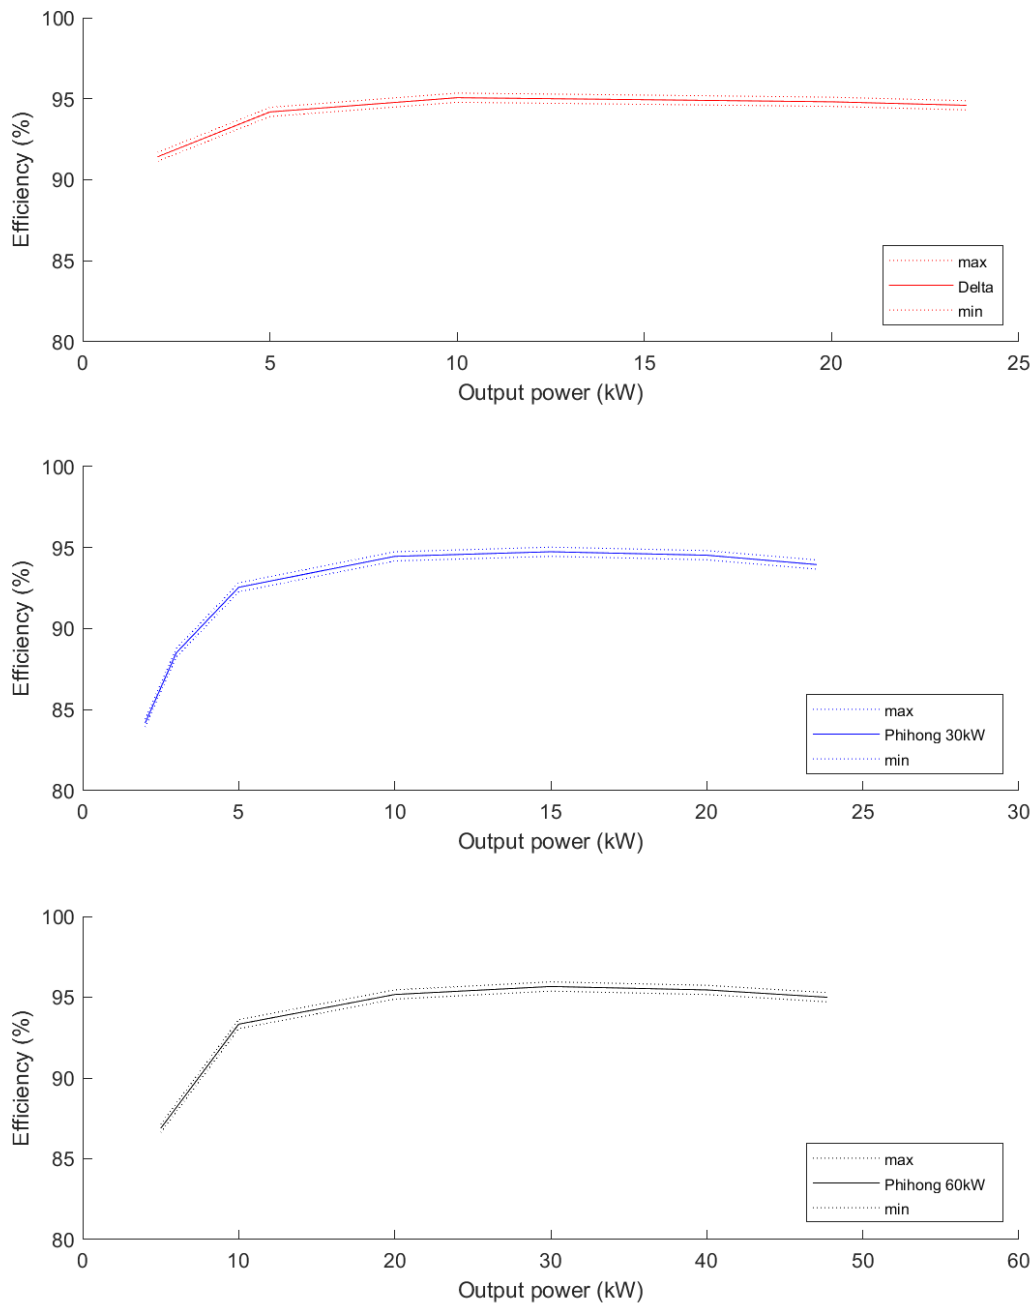 100
95
90
85
80
Efficiency (%)
max
Delta
min
0 5 10 15 20 25
Output power (kW)
100
95
90
85
80
Efficiency (%)
max
Phihong 30kW
min
0 5 10 15 20 25 30
Output power (kW)
100
95
90
85
80
Efficiency (%)
max
Phihong 60kW
min
0 10 20 30 40 50 60
Output power (kW)